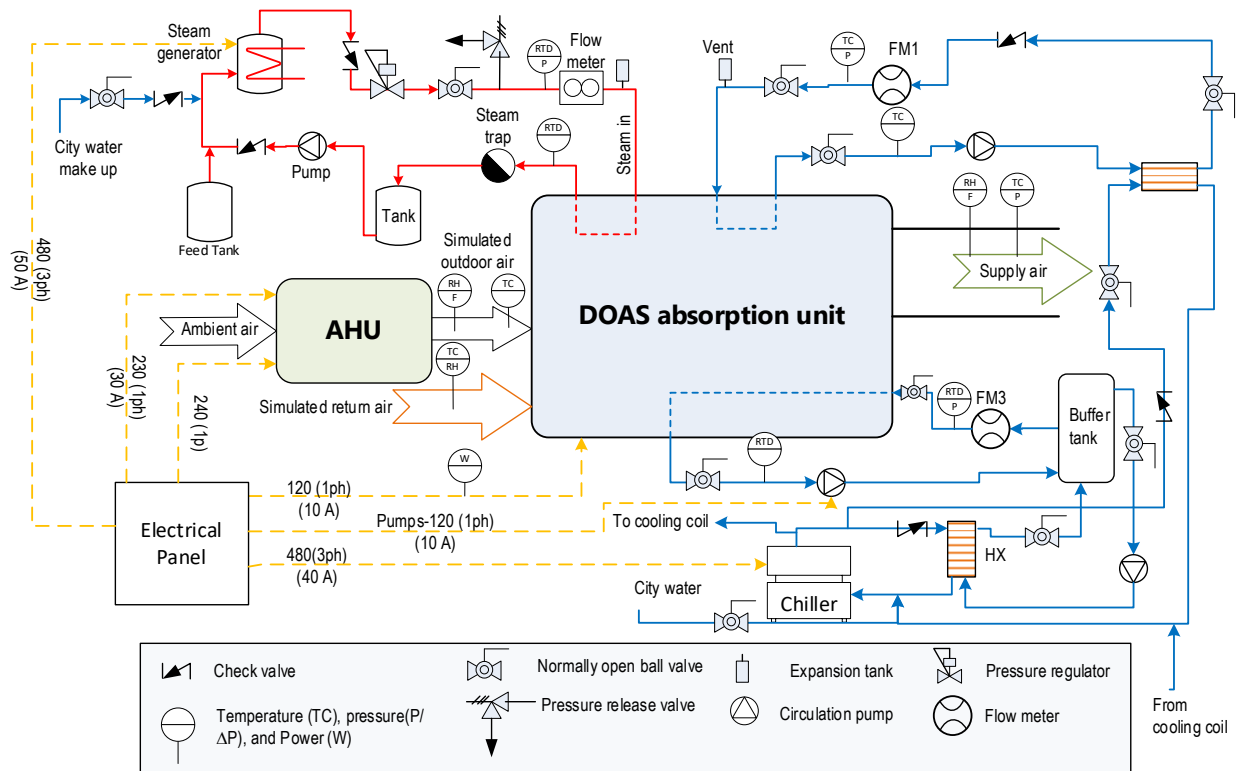 Steam
generator
City water
make up
Feed Tank
Pump
Tank
Steam
trap
RTD
RTD
P
Flow
meter
Steam in
Vent
TC
P
FM1
TC
RH
F
TC
P
Supply air
480 (3ph)
(50 A)
Ambient air
AHU
Simulated
outdoor air
RH
F
TC
TC
RH
Simulated return air
DOAS absorption unit
230 (1ph)
(30 A)
240 (1p)
W
RTD
RTD
P
FM3
Buffer
tank
Electrical
Panel
120 (1ph)
(10 A)
Pumps-120 (1ph)
(10 A)
480(3ph)
(40 A)
To cooling coil
City water
Chiller
HX
From
cooling coil
Check valve
Normally open ball valve
Expansion tank
Pressure regulator
Temperature (TC), pressure(P/
ΔP), and Power (W)
Pressure release valve
Circulation pump
Flow meter